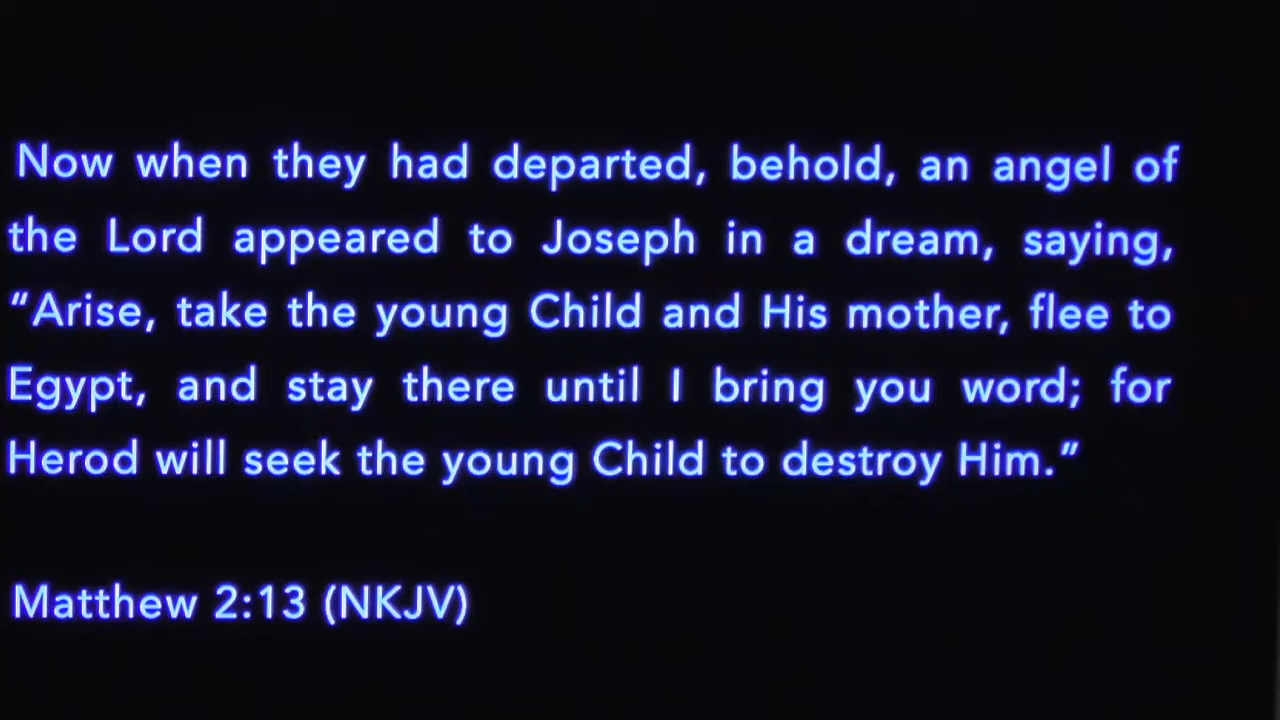 Now when they had departed, behold, an angel of
the Lord appeared to Joseph in a dream, saying,
“Arise, take the young Child and His mother, flee to
Egypt, and stay there until I bring you word; for
Herod will seek the young Child to destroy Him.”
Matthew 2:13 (NKJV)